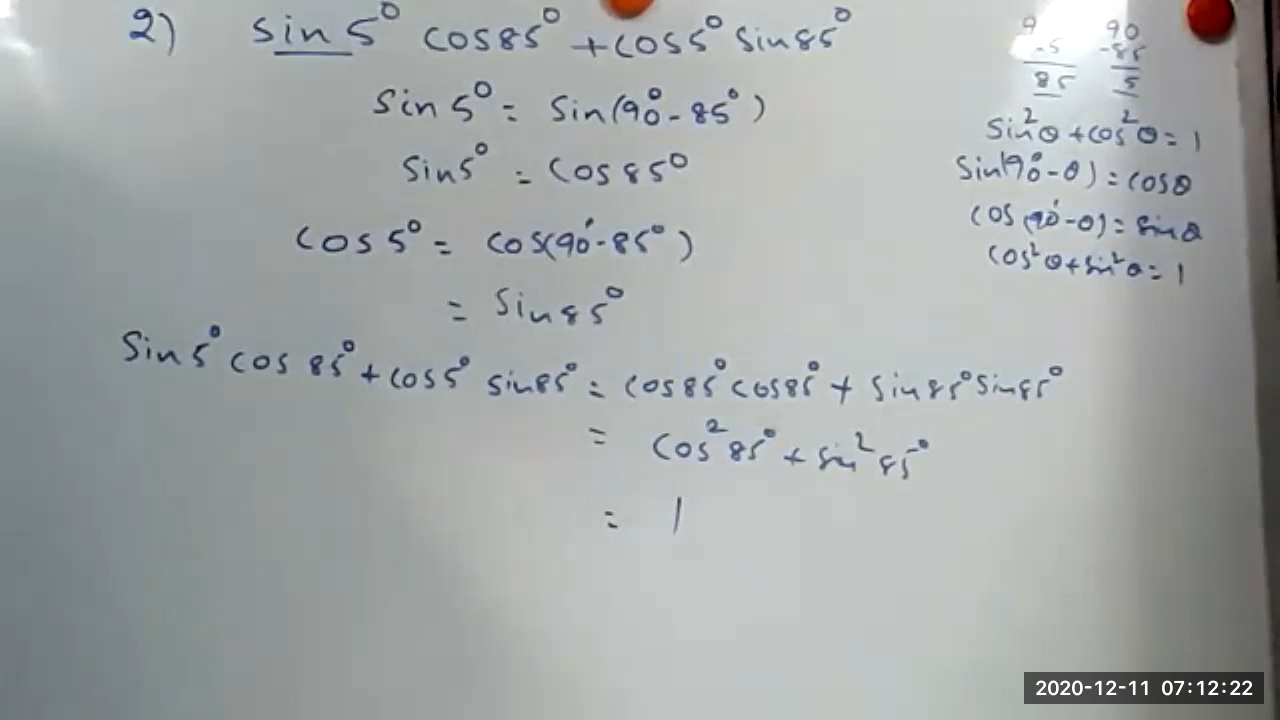 2) sin 5° cos 85° + cos 5° sin 85°
sin 5° = sin(90° - 85°)
sin 5° = cos 85°
cos 5° = cos(90° - 85°)
= sin 85°
sin 5° cos 85° + cos 5° sin 85° = cos 85° cos 85° + sin 85° sin 85°
= cos² 85° + sin² 85°
= 1
90
-5 -85
85 5
sin²θ + cos²θ = 1
sin(90° - θ) = cosθ
cos(90° - θ) = sinθ
cos²θ + sin²θ = 1
2020-12-11 07:12:22